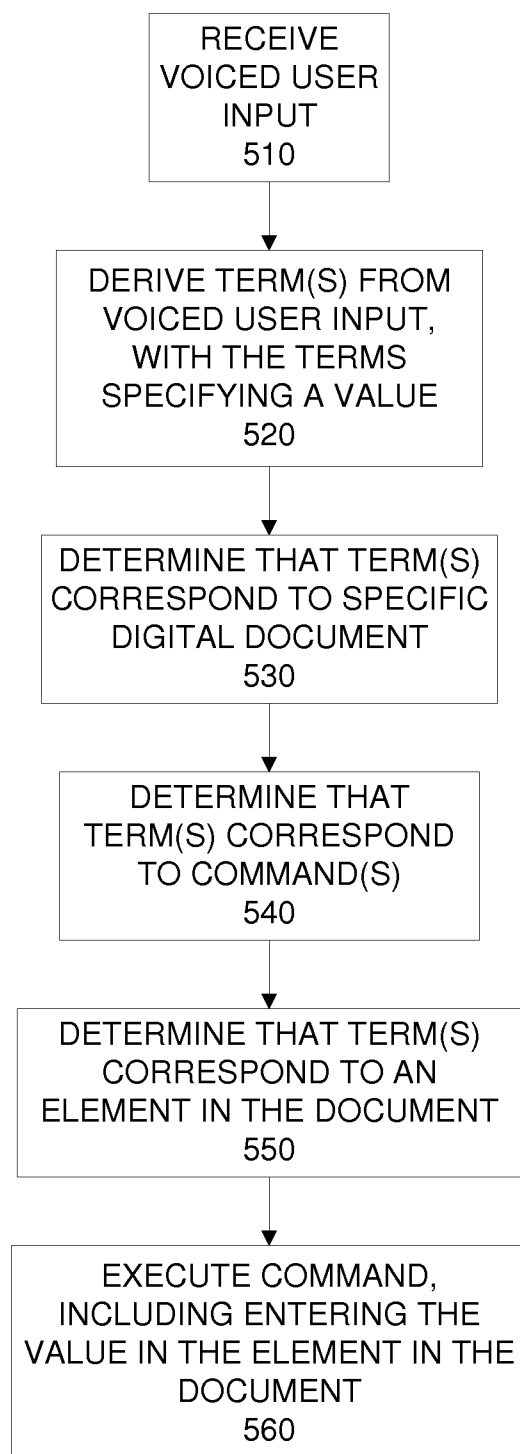 RECEIVE
VOICED USER
INPUT
510
DERIVE TERM(S) FROM
VOICED USER INPUT,
WITH THE TERMS
SPECIFYING A VALUE
520
DETERMINE THAT TERM(S)
CORRESPOND TO SPECIFIC
DIGITAL DOCUMENT
530
DETERMINE THAT
TERM(S) CORRESPOND
TO COMMAND(S)
540
DETERMINE THAT TERM(S)
CORRESPOND TO AN
ELEMENT IN THE DOCUMENT
550
EXECUTE COMMAND,
INCLUDING ENTERING THE
VALUE IN THE ELEMENT IN THE
DOCUMENT
560